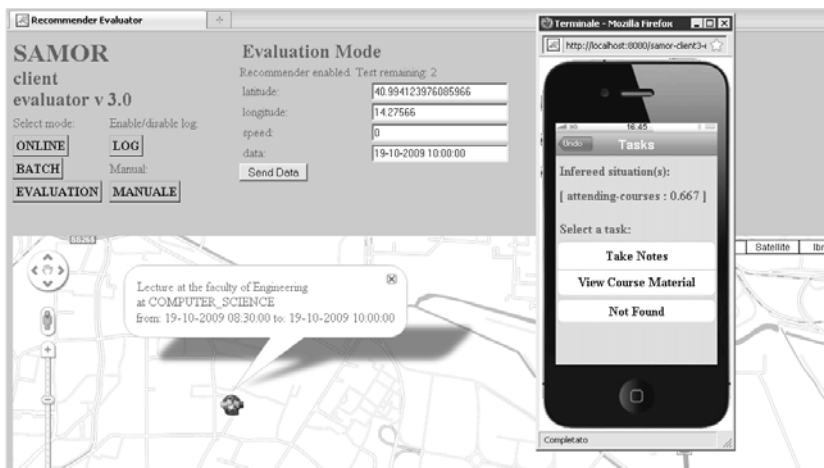 Recommender Evaluator
SAMOR
client
evaluator v 3.0
Select mode:
Enable/disable log:
ONLINE
LOG
BATCH
Manual:
EVALUATION
MANUALE
Evaluation Mode
Recommender enabled. Test remaining: 2
latitude:
40.994123976085966
longitude:
14.27566
speed:
0
data:
19-10-2009 10:00:00
Send Data
Lecture at the faculty of Engineering
at COMPUTER_SCIENCE
from: 19-10-2009 08:30:00 to: 19-10-2009 10:00:00
Satellite
Terminale - Mozilla Firefox
http://localhost:8080/samor-client3-
16.45
Undo
Tasks
Infereed situation(s):
[ attending-courses : 0.667 ]
Select a task:
Take Notes
View Course Material
Not Found
Completato